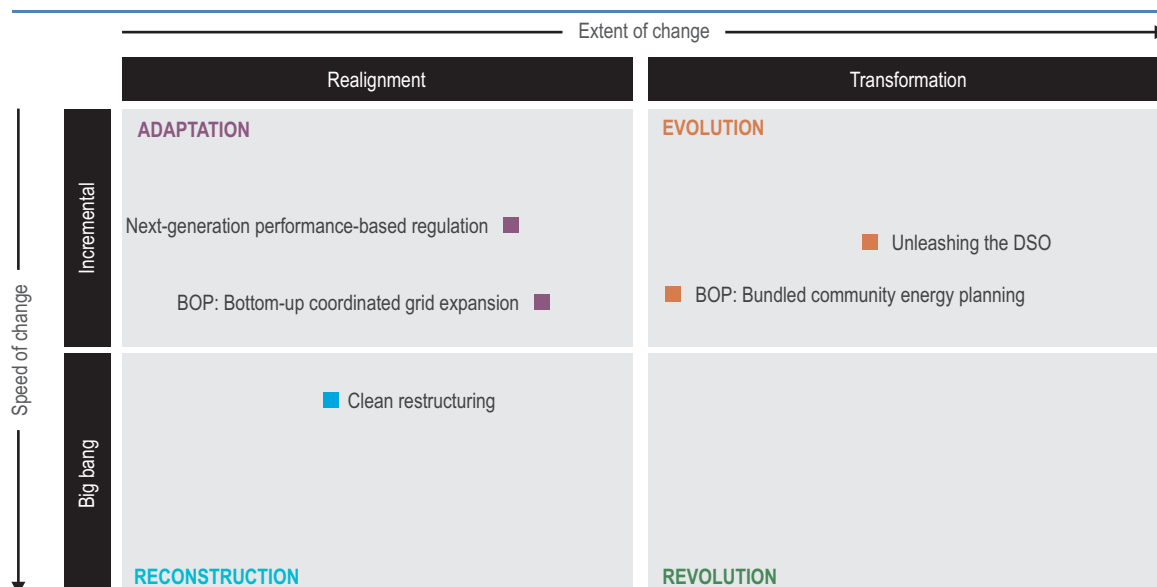 Extent of change
Realignment
Transformation
Speed of change
Incremental
ADAPTATION
Next-generation performance-based regulation
BOP: Bottom-up coordinated grid expansion
EVOLUTION
Unleashing the DSO
BOP: Bundled community energy planning
Big bang
Clean restructuring
RECONSTRUCTION
REVOLUTION